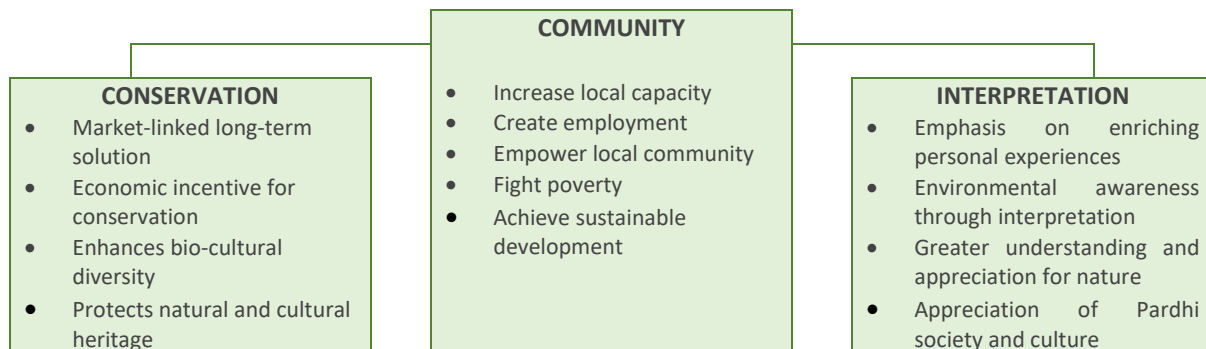 COMMUNITY
• Increase local capacity
• Create employment
• Empower local community
• Fight poverty
• Achieve sustainable
development
CONSERVATION
• Market-linked long-term
solution
• Economic incentive for
conservation
• Enhances bio-cultural
diversity
• Protects natural and cultural
heritage
INTERPRETATION
• Emphasis on enriching
personal experiences
• Environmental awareness
through interpretation
• Greater understanding and
appreciation for nature
• Appreciation of Pardhi
society and culture